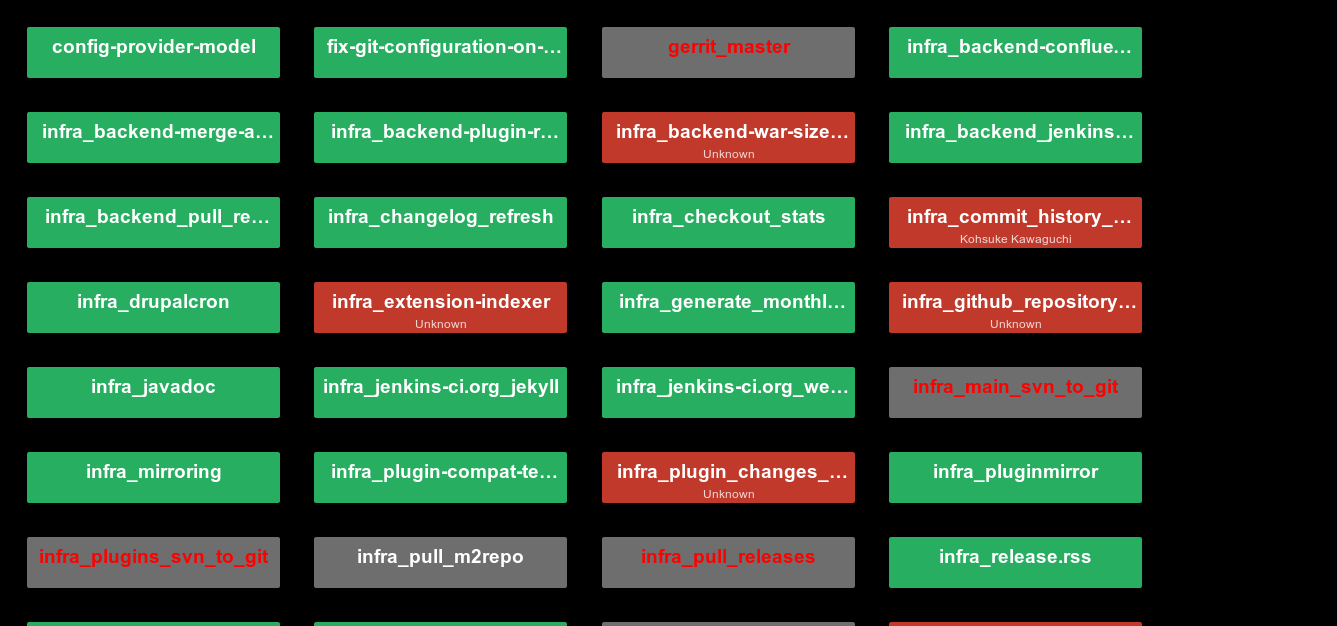 config-provider-model
fix-git-configuration-on-...
gerrit_master
infra_backend-conflue...
infra_backend-merge-a...
infra_backend-plugin-r...
infra_backend-war-size...
Unknown
infra_backend_jenkins...
infra_backend_pull_re...
infra_changelog_refresh
infra_checkout_stats
infra_commit_history_...
Kohsuke Kawaguchi
infra_drupalcron
infra_extension-indexer
Unknown
infra_generate_monthl...
infra_github_repository...
Unknown
infra_javadoc
infra_jenkins-ci.org_jekyll
infra_jenkins-ci.org_we...
infra_main_svn_to_git
infra_mirroring
infra_plugin-compat-te...
infra_plugin_changes_...
Unknown
infra_pluginmirror
infra_plugins_svn_to_git
infra_pull_m2repo
infra_pull_releases
infra_release.rss